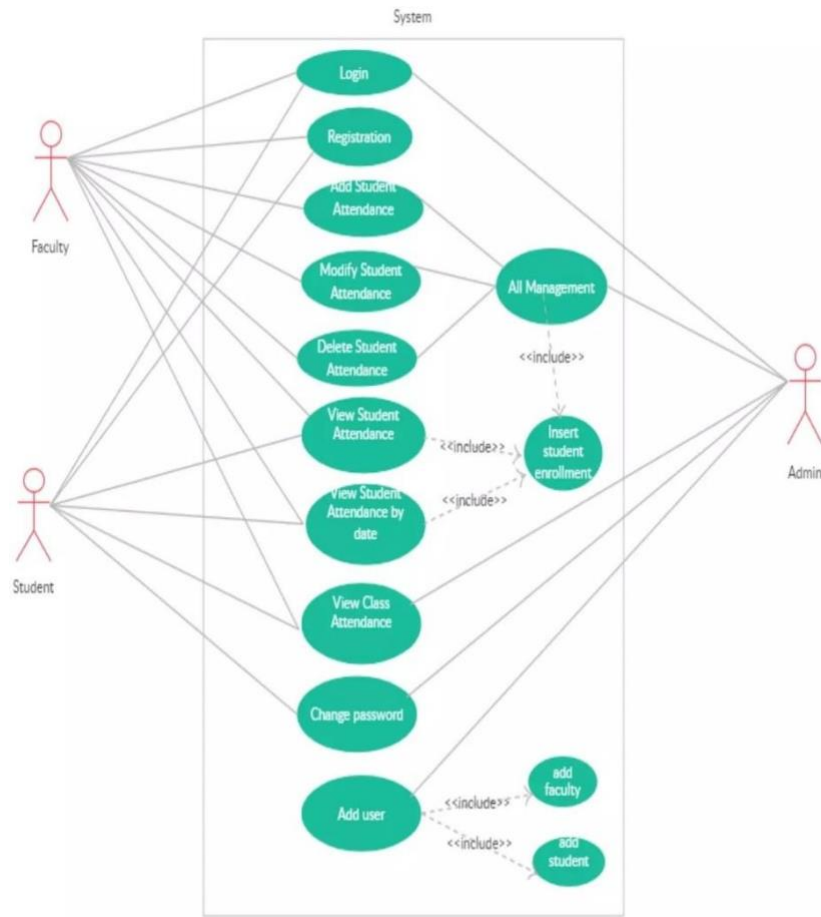 System
Login
Registration
Faculty
Add Student
Attendance
Modify Student
Attendance
All Management
Delete Student
Attendance
<<include>>
View Student
Attendance
<<include>>
Insert
student
enrollment
Admin
View Student
Attendance by
date
<<include>>
Student
View Class
Attendance
Change password
Add user
<<include>>
add
faculty
<<include>>
add
student